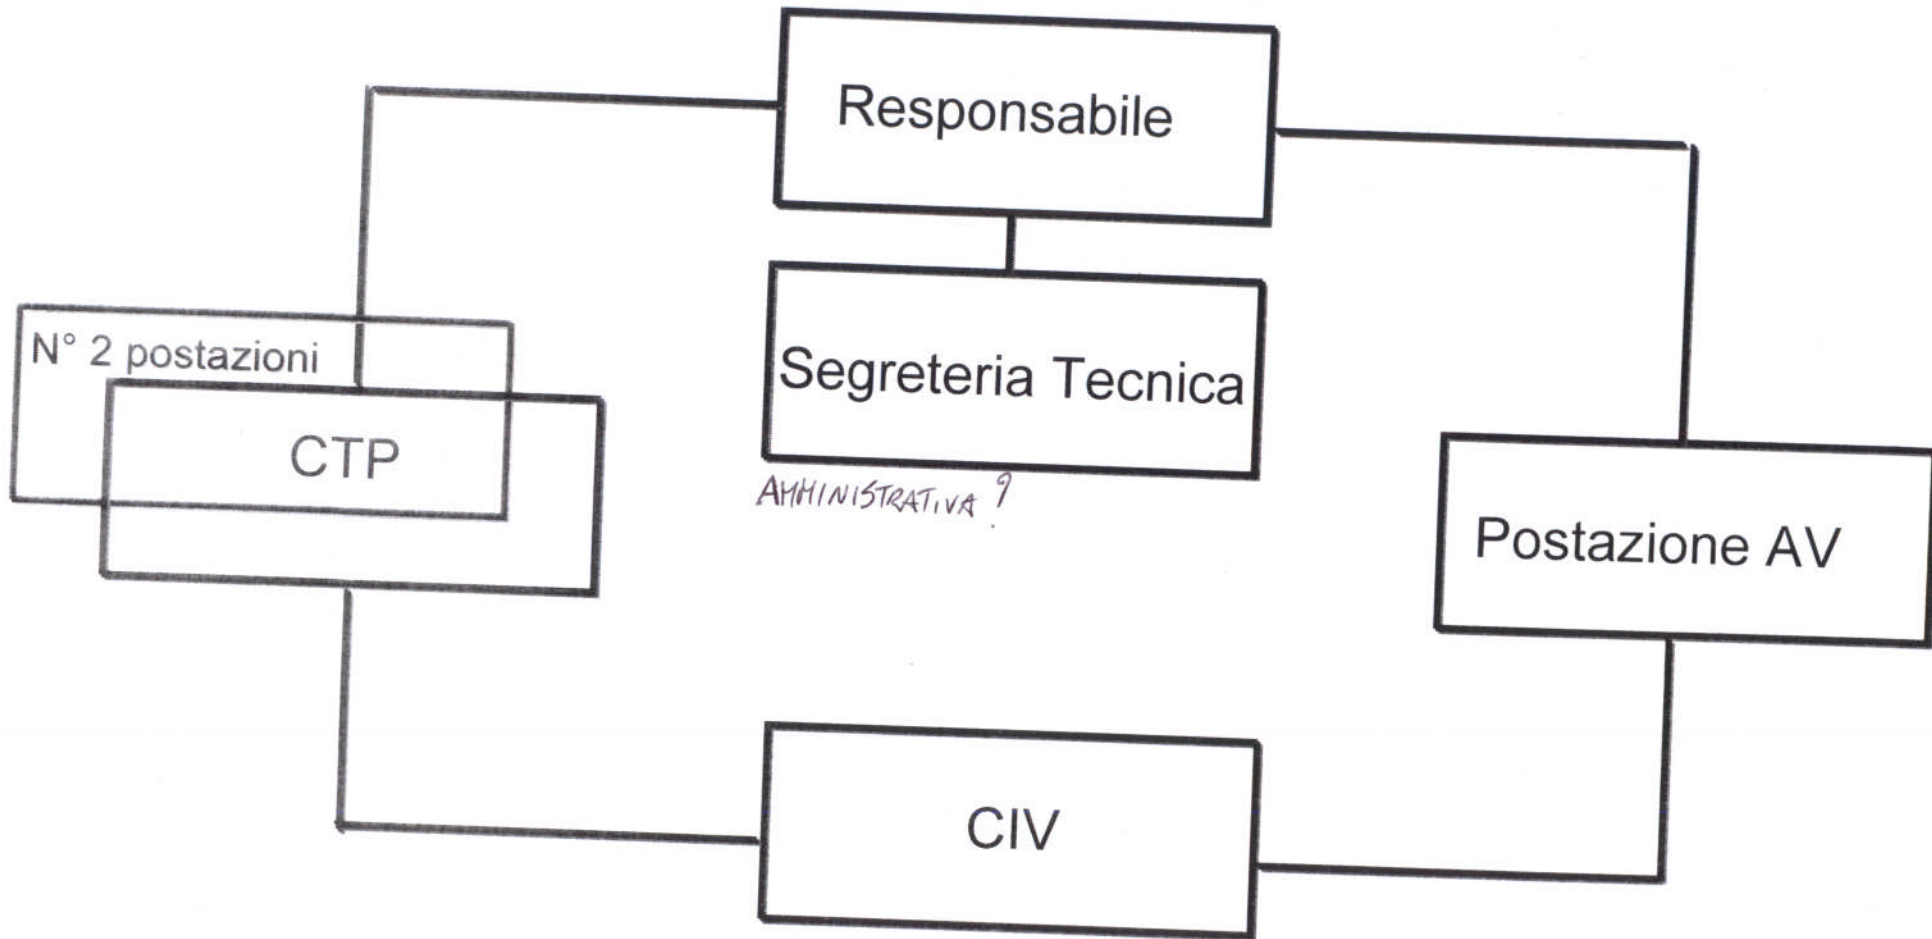 Responsabile
N° 2 postazioni
Segreteria Tecnica
CTP
AMMINISTRATIVA ?
Postazione AV
CIV